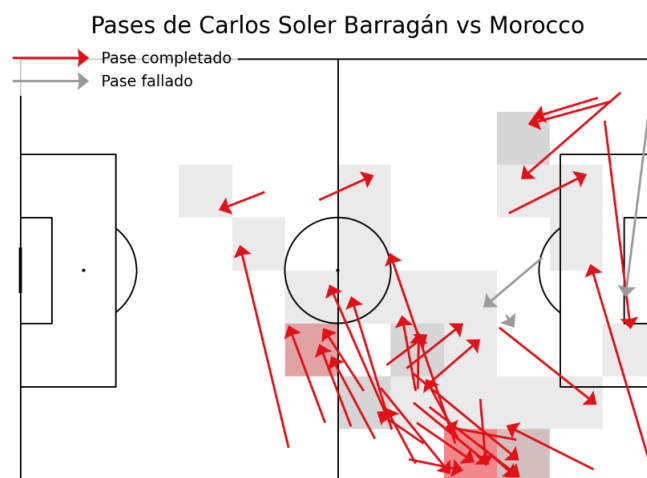 Pases de Carlos Soler Barragán vs Morocco
Pase completado
Pase fallado